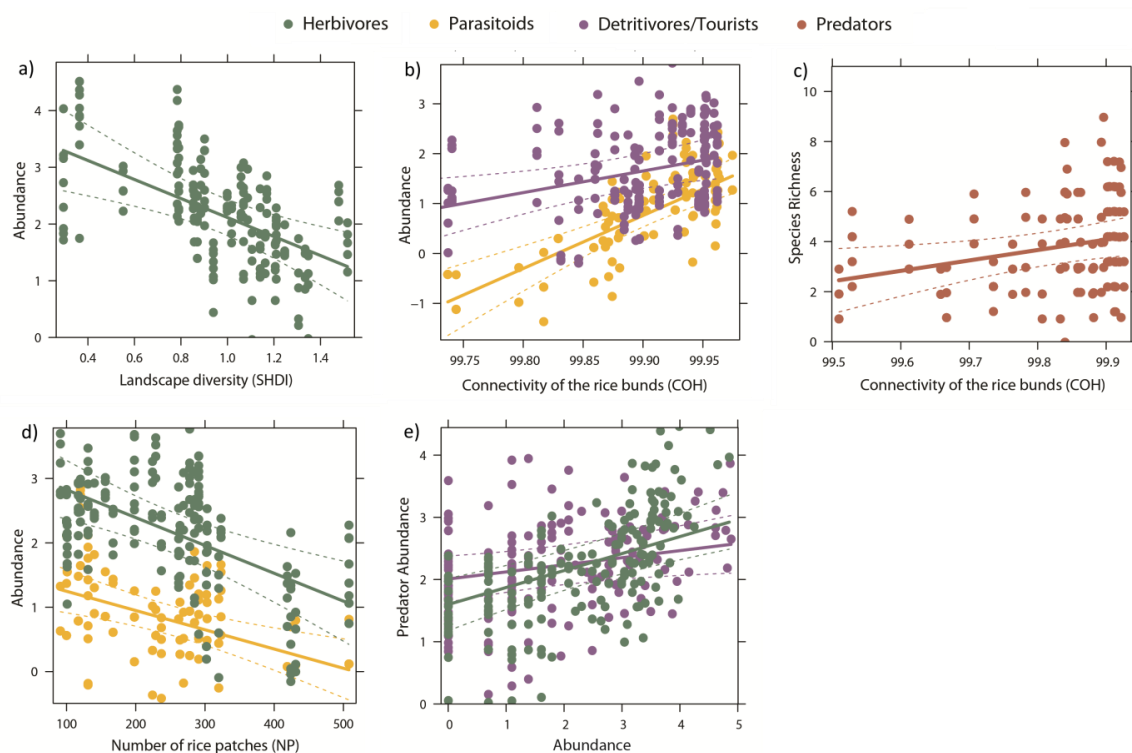 Herbivores Parasitoids Detritivores/Tourists Predators
a)
Abundance
4
3
2
1
0
0.4 0.6 0.8 1.0 1.2 1.4
Landscape diversity (SHDI)
b)
Abundance
3
2
1
0
−1
99.75 99.80 99.85 99.90 99.95
Connectivity of the rice bunds (COH)
c)
Species Richness
10
8
6
4
2
0
99.5 99.6 99.7 99.8 99.9
Connectivity of the rice bunds (COH)
d)
Abundance
3
2
1
0
100 200 300 400 500
Number of rice patches (NP)
e)
Predator Abundance
4
3
2
1
0
0 1 2 3 4 5
Abundance